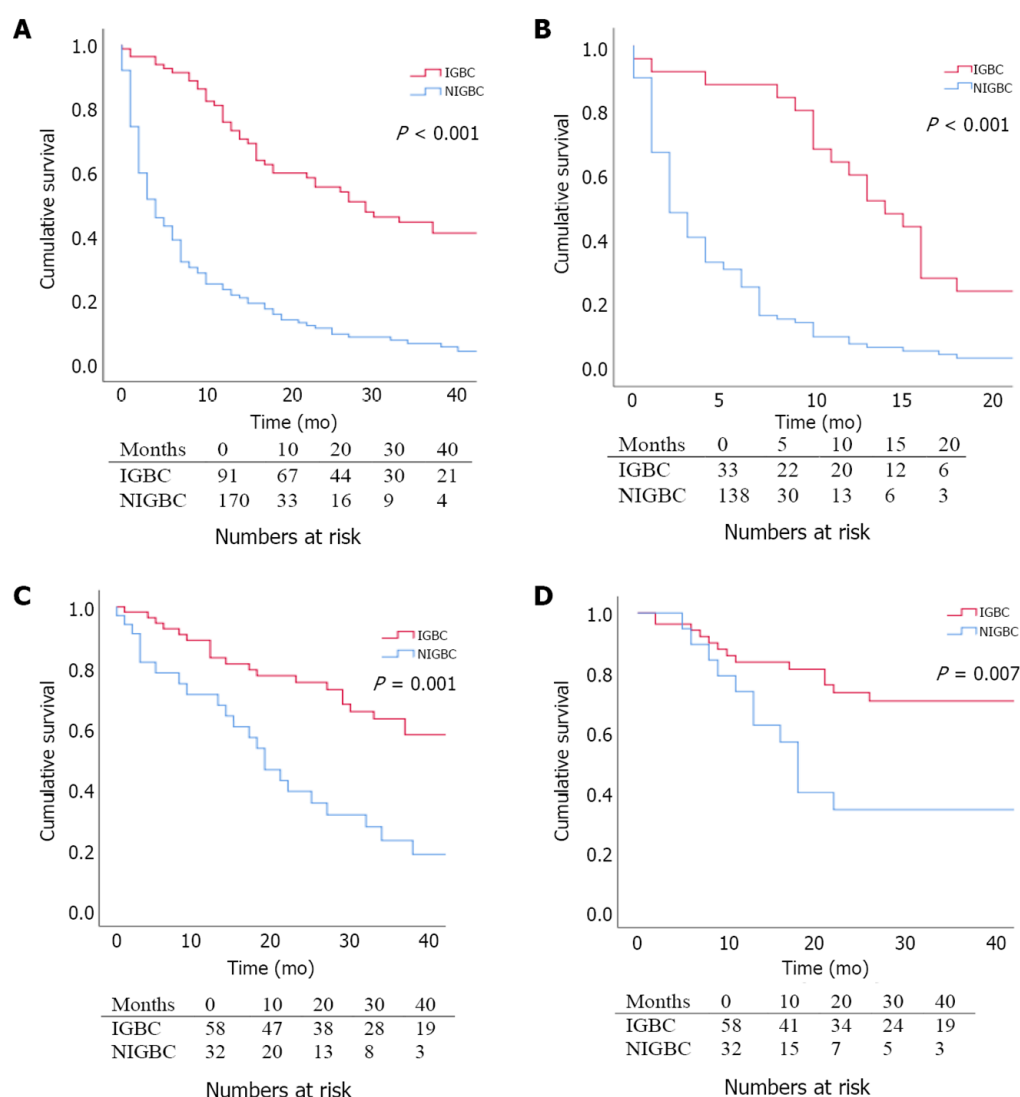 A
1.0
0.8
0.6
0.4
0.2
0.0
Cumulative survival
IGBC
NIGBC
P < 0.001
0 10 20 30 40
Time (mo)
Months 0 10 20 30 40
IGBC 91 67 44 30 21
NIGBC 170 33 16 9 4
Numbers at risk
B
1.0
0.8
0.6
0.4
0.2
0.0
Cumulative survival
IGBC
NIGBC
P < 0.001
0 5 10 15 20
Time (mo)
Months 0 5 10 15 20
IGBC 33 22 20 12 6
NIGBC 138 30 13 6 3
Numbers at risk
C
1.0
0.8
0.6
0.4
0.2
0.0
Cumulative survival
IGBC
NIGBC
P = 0.001
0 10 20 30 40
Time (mo)
Months 0 10 20 30 40
IGBC 58 47 38 28 19
NIGBC 32 20 13 8 3
Numbers at risk
D
1.0
0.8
0.6
0.4
0.2
0.0
Cumulative survival
IGBC
NIGBC
P = 0.007
0 10 20 30 40
Time (mo)
Months 0 10 20 30 40
IGBC 58 41 34 24 19
NIGBC 32 15 7 5 3
Numbers at risk